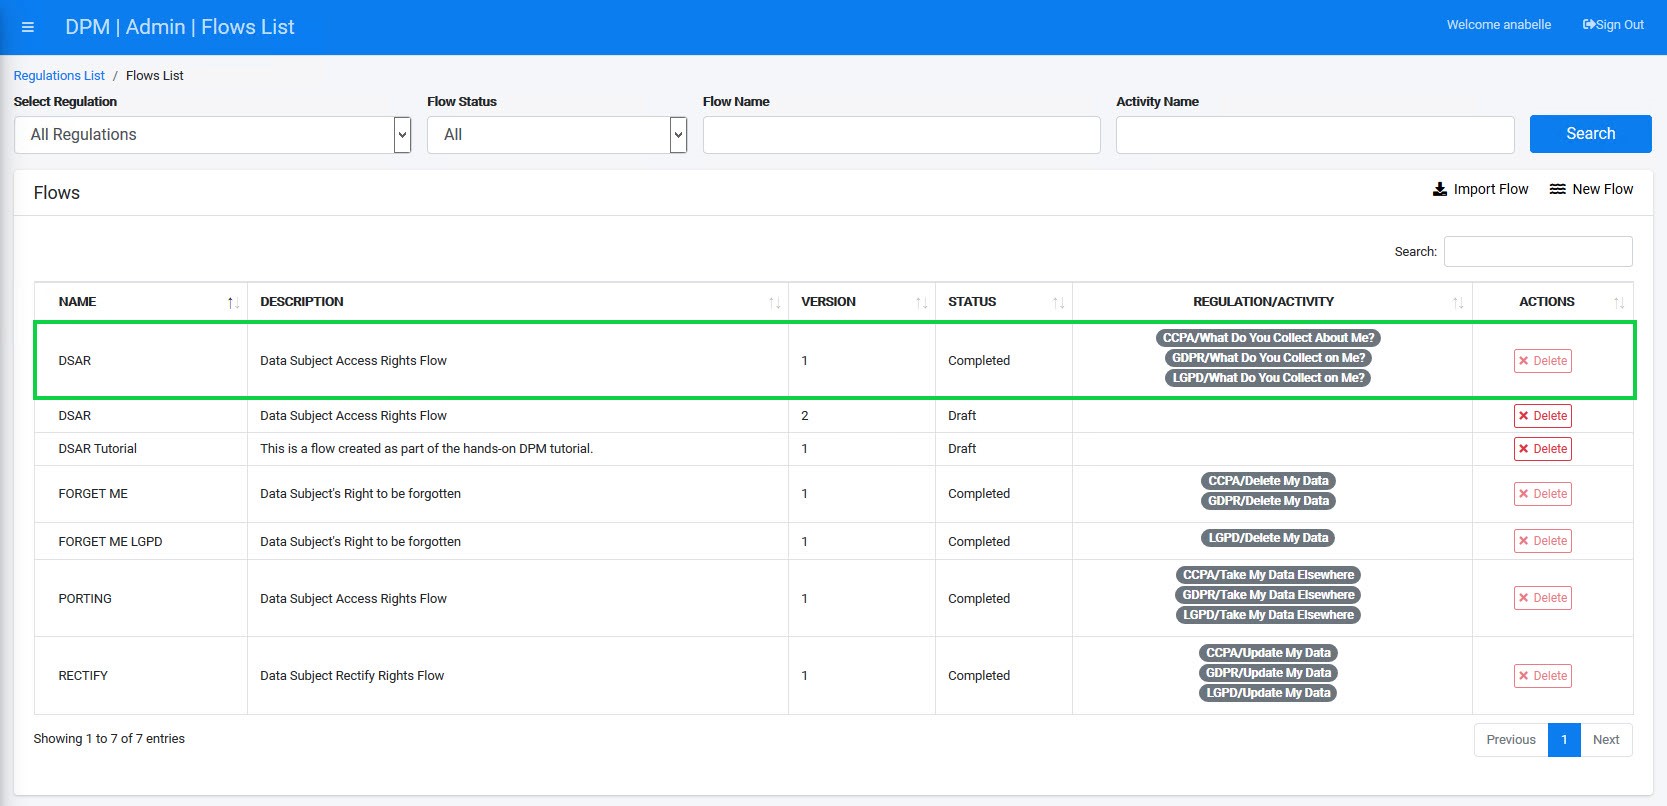 DPM | Admin | Flows List
Welcome anabelle
Sign Out
Regulations List / Flows List
Select Regulation
Flow Status
Flow Name
Activity Name
All Regulations
All
Search
Flows
Import Flow
New Flow
Search:
NAME DESCRIPTION VERSION STATUS REGULATION/ACTIVITY ACTIONS
CCPA/What Do You Collect About Me?
GDPR/What Do You Collect on Me?
DSAR Data Subject Access Rights Flow 1 Completed Delete
LGPD/What Do You Collect on Me?
DSAR Data Subject Access Rights Flow 2 Draft Delete
DSAR Tutorial This is a flow created as part of the hands-on DPM tutorial. 1 Draft Delete
CCPA/Delete My Data
FORGET ME Data Subject's Right to be forgotten 1 Completed Delete
GDPR/Delete My Data
FORGET ME LGPD Data Subject's Right to be forgotten 1 Completed LGPD/Delete My Data Delete
CCPA/Take My Data Elsewhere
PORTING Data Subject Access Rights Flow 1 Completed GDPR/Take My Data Elsewhere Delete
LGPD/Take My Data Elsewhere
CCPA/Update My Data
RECTIFY Data Subject Rectify Rights Flow 1 Completed GDPR/Update My Data Delete
LGPD/Update My Data
Showing 1 to 7 of 7 entries
Previous 1 Next